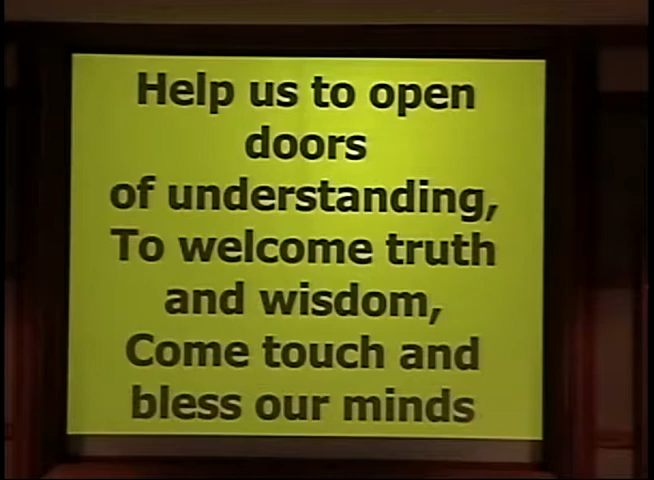 Help us to open
doors
of understanding,
To welcome truth
and wisdom,
Come touch and
bless our minds